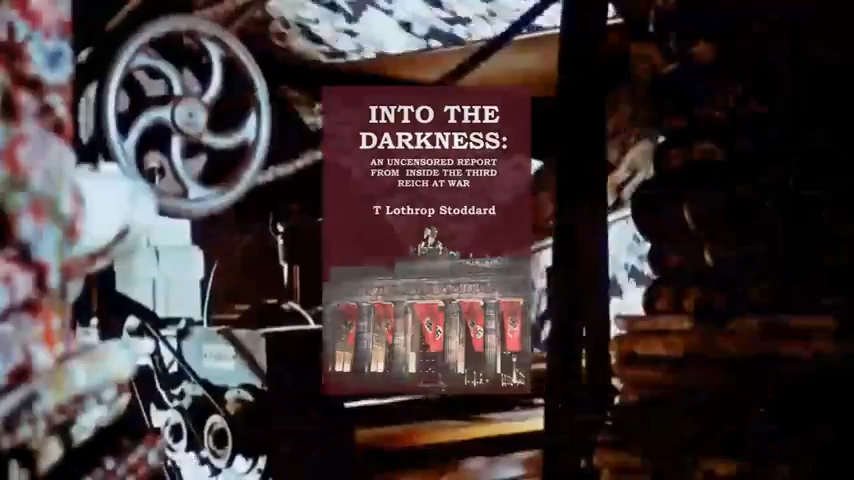 INTO THE
DARKNESS:
AN UNCENSORED REPORT
FROM INSIDE THE THIRD
REICH AT WAR
T Lothrop Stoddard